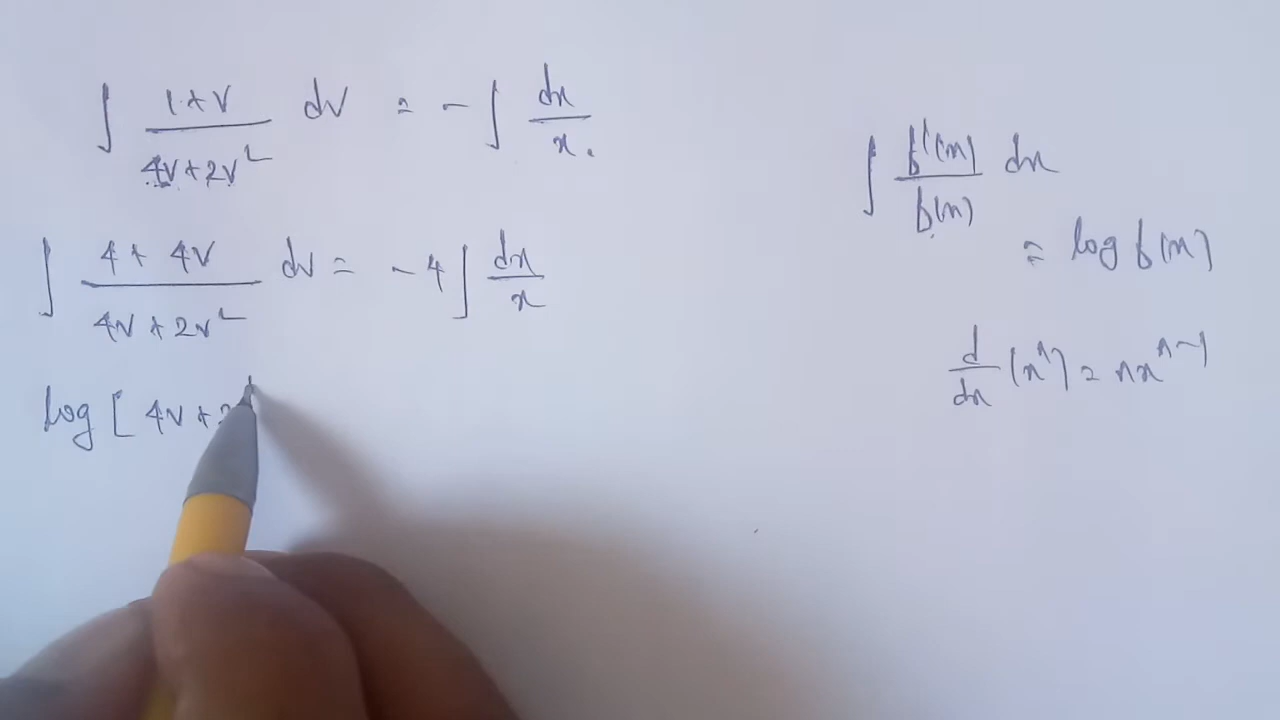 ∫ (1+v)/(4v+2v²) dv = -∫ dx/x.
∫ (4+4v)/(4v+2v²) dv = -4∫ dx/x
log [4v+2
∫ f'(x)/f(x) dx
= log f(x)
d/dx (xⁿ) = nxⁿ⁻¹